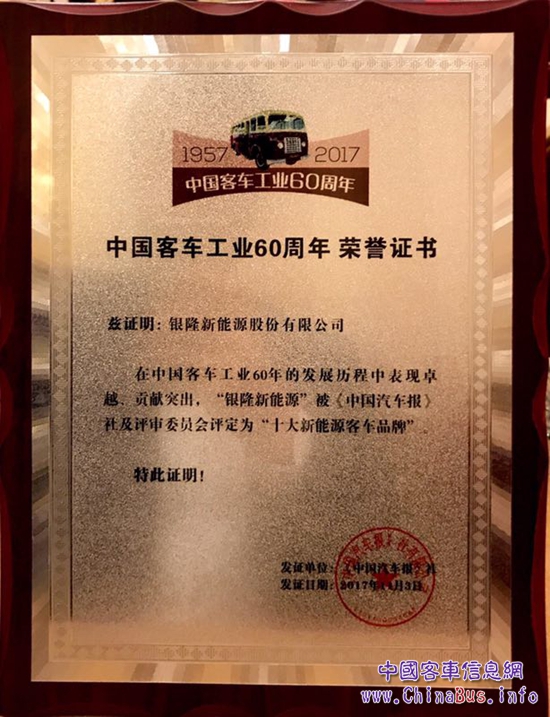 1957 2017
中国客车工业60周年
中国客车工业60周年 荣誉证书
兹证明：银隆新能源股份有限公司
在中国客车工业60年的发展历程中表现卓
越、贡献突出，“银隆新能源”被《中国汽车报》
社及评审委员会评定为“十大新能源客车品牌”。
特此证明！
发证单位：《中国汽车报》社
发证日期：2017年11月3日
中國客車信息網
www.ChinaBus.info